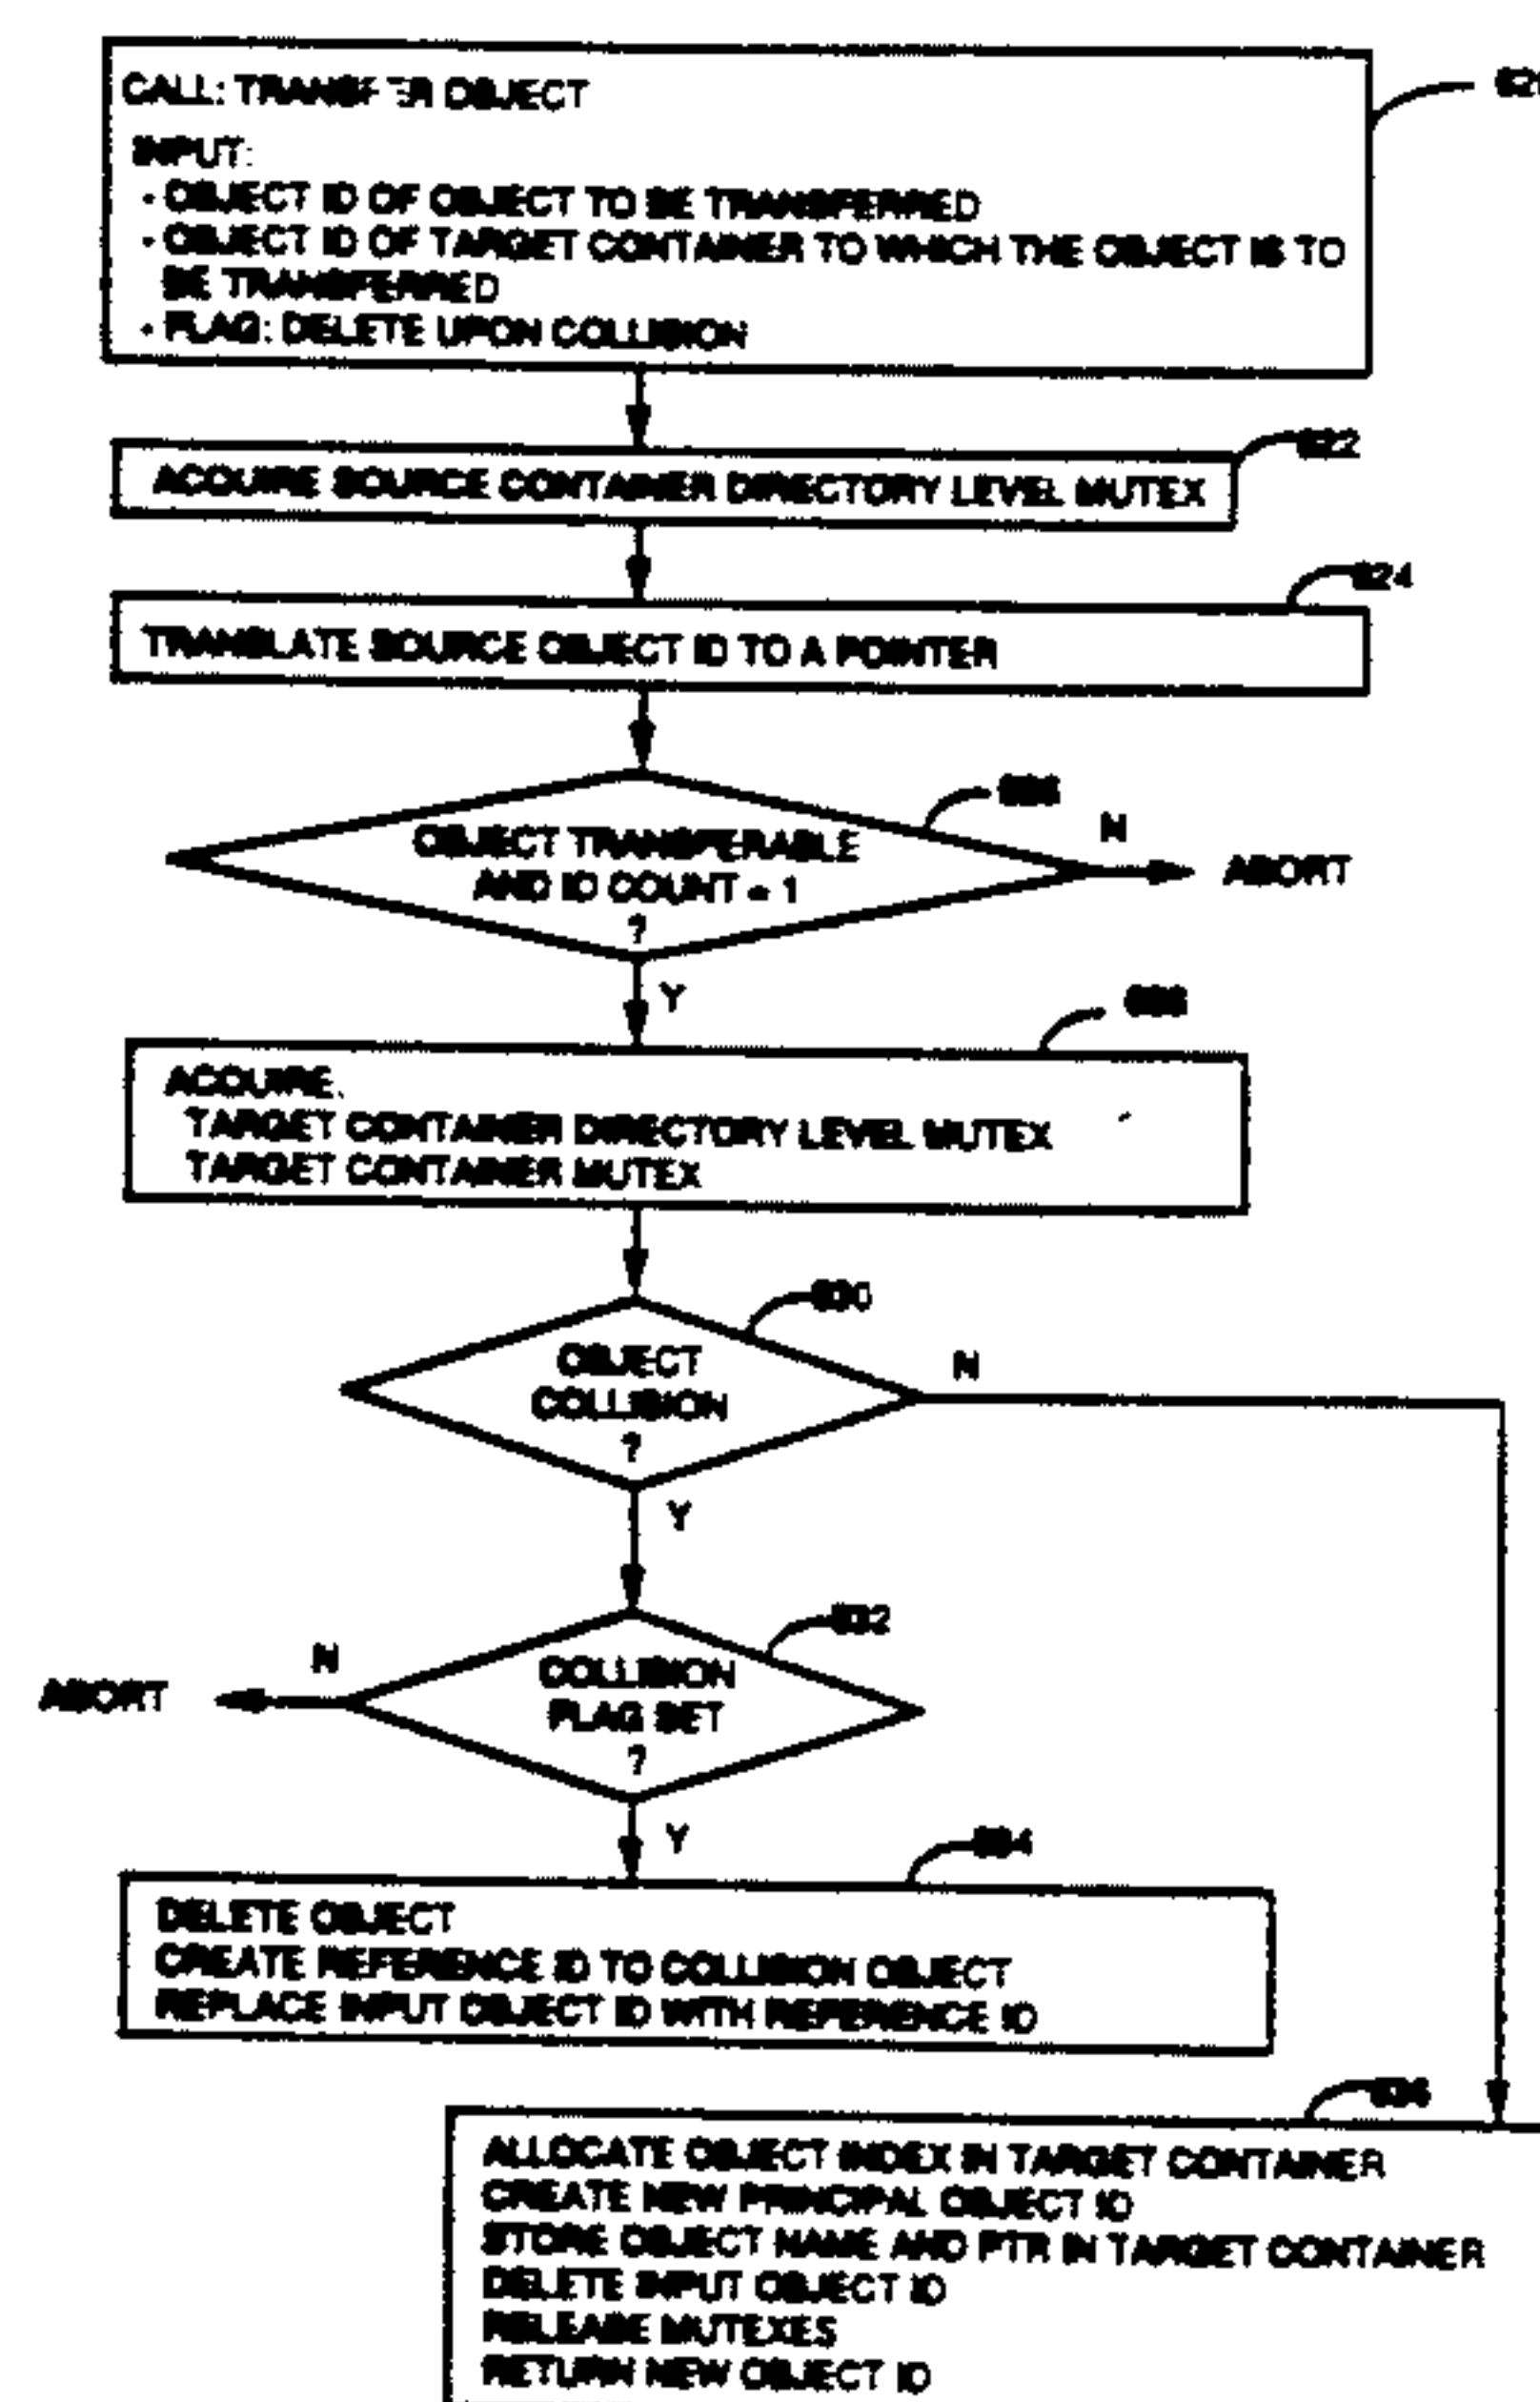 CALL: TRANSFER OBJECT
INPUT:
• OBJECT ID OF OBJECT TO BE TRANSFERRED
• OBJECT ID OF TARGET CONTAINER TO WHICH THE OBJECT IS TO
BE TRANSFERRED
• FLAG: DELETE UPON COLLISION
622
ACQUIRE SOURCE CONTAINER DIRECTORY LEVEL MUTEX
624
TRANSLATE SOURCE OBJECT ID TO A POINTER
OBJECT TRANSFERABLE
AND ID COUNT = 1
?
N
ABORT
Y
ACQUIRE:
TARGET CONTAINER DIRECTORY LEVEL MUTEX
TARGET CONTAINER MUTEX
OBJECT
COLLISION
?
N
Y
COLLISION
FLAG SET
?
N
ABORT
Y
DELETE OBJECT
CREATE REFERENCE ID TO COLLISION OBJECT
REPLACE INPUT OBJECT ID WITH REFERENCE ID
ALLOCATE OBJECT INDEX IN TARGET CONTAINER
CREATE NEW PRINCIPAL OBJECT ID
STORE OBJECT NAME AND PTR IN TARGET CONTAINER
DELETE INPUT OBJECT ID
RELEASE MUTEXES
RETURN NEW OBJECT ID